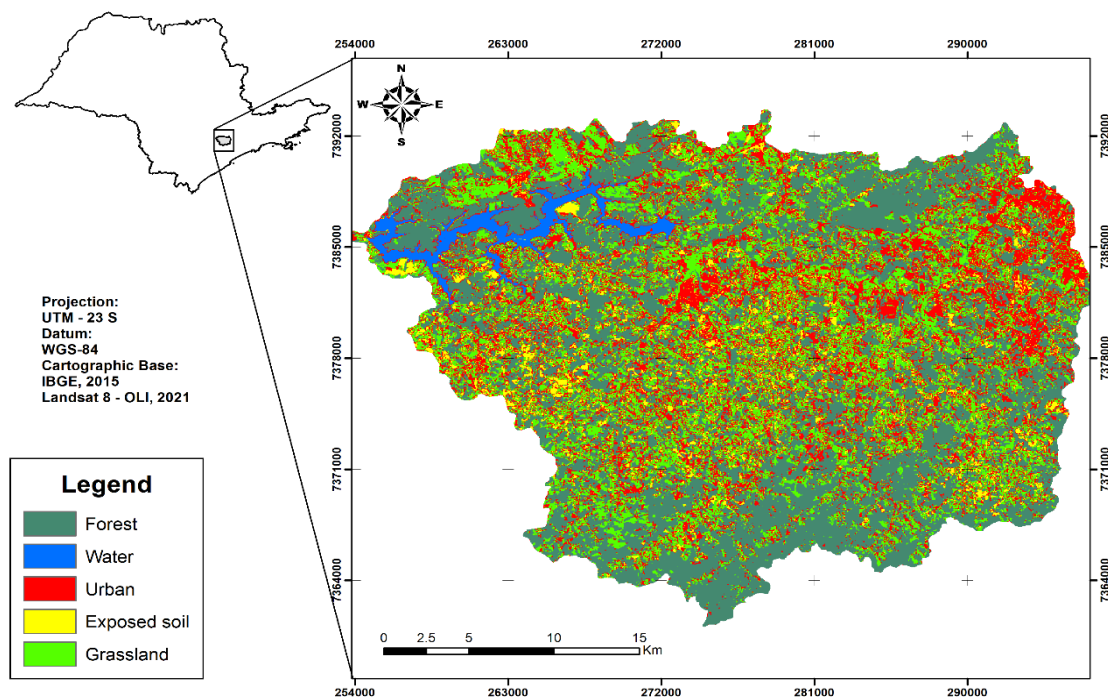 254000 263000 272000 281000 290000
N
W E
S
7392000 7392000
7385000 7385000
7378000 7378000
7371000 7371000
7364000 7364000
Projection:
UTM - 23 S
Datum:
WGS-84
Cartographic Base:
IBGE, 2015
Landsat 8 - OLI, 2021
Legend
Forest
Water
Urban
Exposed soil
Grassland
0 2.5 5 10 15
Km
254000 263000 272000 281000 290000